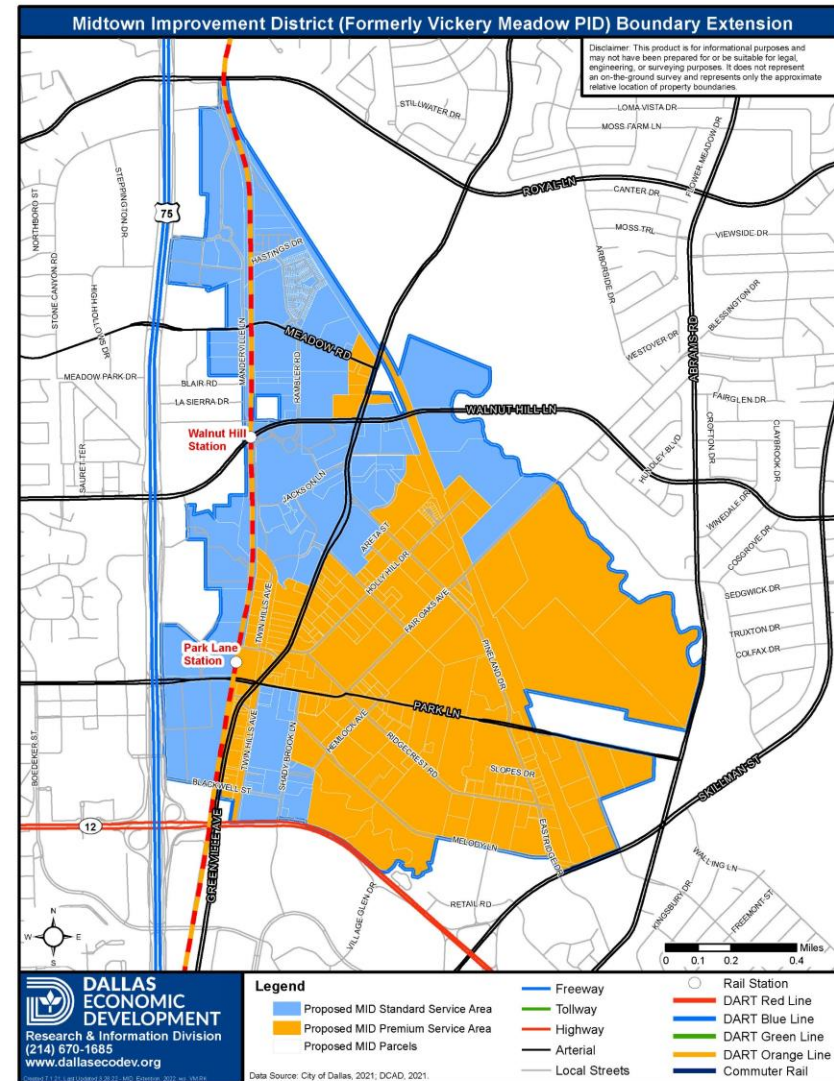 Midtown Improvement District (Formerly Vickery Meadow PID) Boundary Extension
Disclaimer: This product is for informational purposes and
may not have been prepared for or be suitable for legal,
engineering, or surveying purposes. It does not represent
an on-the-ground survey and represents only the approximate
relative location of property boundaries.
STILLWATER DR
LOMA VISTA DR
MOSS FARM LN
FLOWER MEADOW DR
STEPPINGTON DR
NORTHBORO ST
75
ROYAL LN
CANTER DR
MOSS TRL
VIEWSIDE DR
STONE CANYON RD
HIGH HOLLOWS DR
HASTINGS DR
ARBORSIDE DR
BLESSINGTON DR
MANDERVILLE LN
MEADOW RD
WESTOVER DR
ABRAMS RD
RAMBLER RD
MEADOW PARK DR
BLAIR RD
LA SIERRA DR
FAIRGLEN DR
WALNUT HILL LN
Walnut Hill
Station
CROFTON DR
CLAYBROOK DR
HUNDLEY BLVD
SAURET TER
JACKSON LN
WINEDALE DR
ARETA ST
COSGROVE DR
HOLLY HILL DR
SEDGWICK DR
FAIR OAKS AVE
TWIN HILLS AVE
TRUXTON DR
COLFAX DR
PINELAND DR
Park Lane
Station
PARK LN
BOEDEKER ST
TWIN HILLS AVE
SHADY BROOK LN
HEMLOCK AVE
RIDGECREST RD
SLOPES DR
BLACKWELL ST
SKILLMAN ST
12
GREENVILLE AVE
MELODY LN
EASTRIDGE DR
WALLING LN
VILLAGE GLEN DR
RETAIL RD
KINGSBURY DR
FREEMONT ST
N
W E
S
Miles
0 0.1 0.2 0.4
DALLAS
ECONOMIC
DEVELOPMENT
Research & Information Division
(214) 670-1685
www.dallasecodev.org
Legend
Proposed MID Standard Service Area
Proposed MID Premium Service Area
Proposed MID Parcels
Data Source: City of Dallas, 2021; DCAD, 2021.
Freeway
Tollway
Highway
Arterial
Local Streets
Rail Station
DART Red Line
DART Blue Line
DART Green Line
DART Orange Line
Commuter Rail